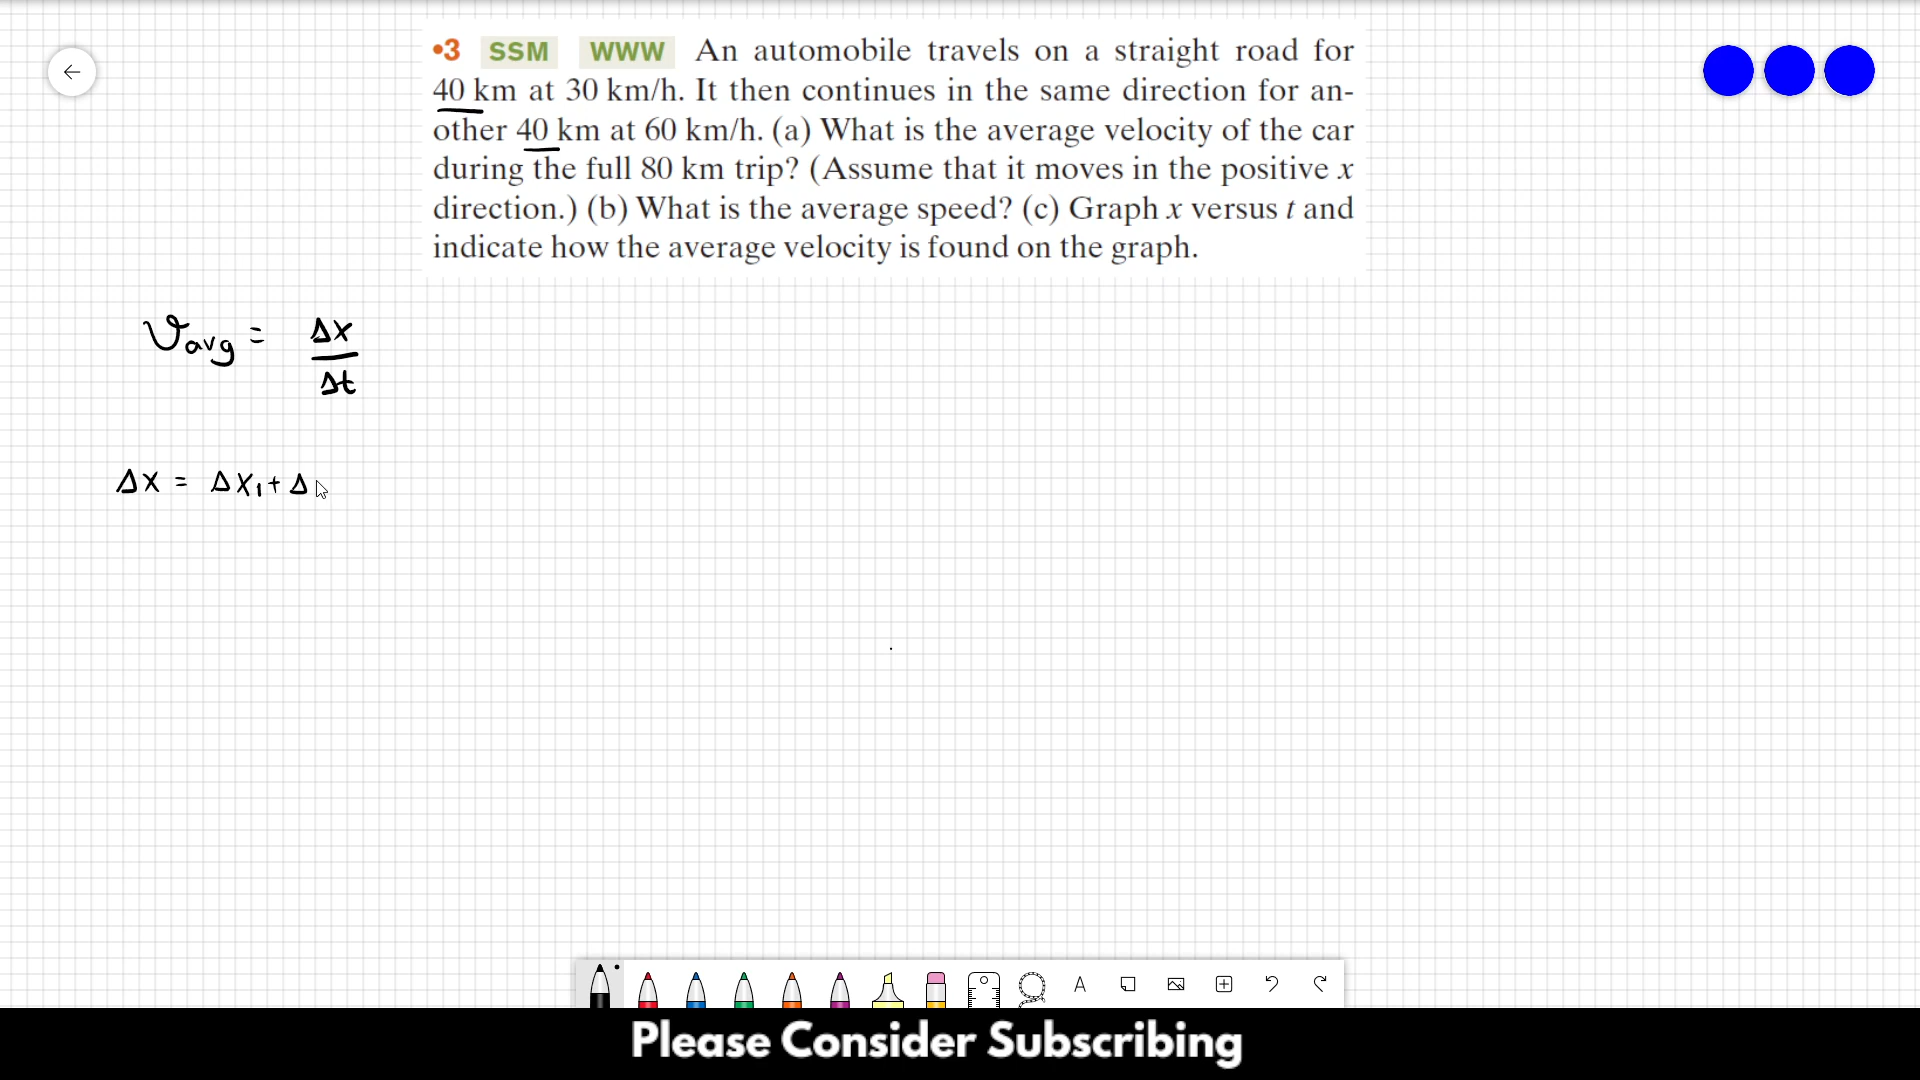 •3 SSM WWW An automobile travels on a straight road for
40 km at 30 km/h. It then continues in the same direction for an-
other 40 km at 60 km/h. (a) What is the average velocity of the car
during the full 80 km trip? (Assume that it moves in the positive x
direction.) (b) What is the average speed? (c) Graph x versus t and
indicate how the average velocity is found on the graph.
Vavg = Δx
Δt
Δx = Δx₁ + Δ
A
Please Consider Subscribing